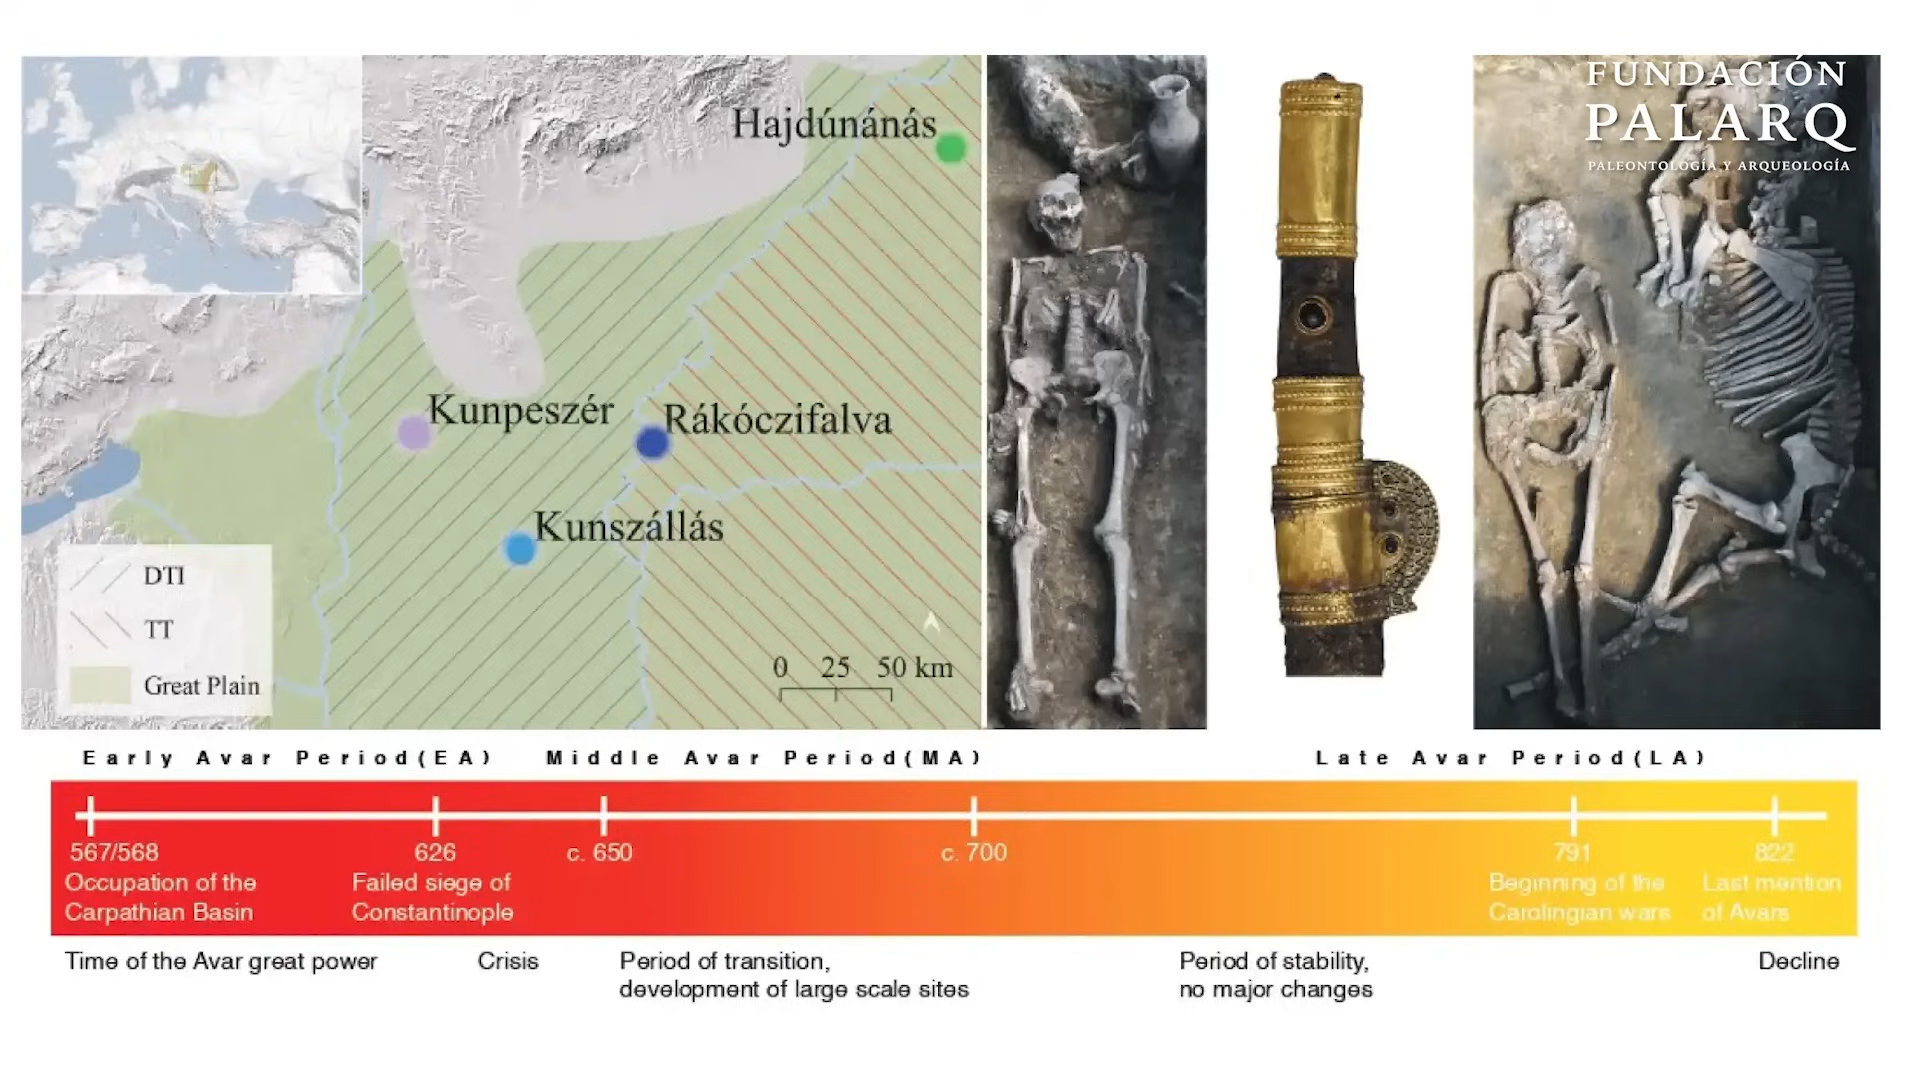 FUNDACIÓN
PALARQ
PALEONTOLOGÍA Y ARQUEOLOGÍA
Hajdúnánás
Kunpeszér
Rákóczifalva
Kunszállás
DTI
TT
Great Plain
0 25 50 km
Early Avar Period(EA) Middle Avar Period(MA) Late Avar Period(LA)
567/568 626 c. 650 c. 700 791 822
Occupation of the Failed siege of Beginning of the Last mention
Carpathian Basin Constantinople Carolingian wars of Avars
Time of the Avar great power Crisis Period of transition, Period of stability, Decline
development of large scale sites no major changes